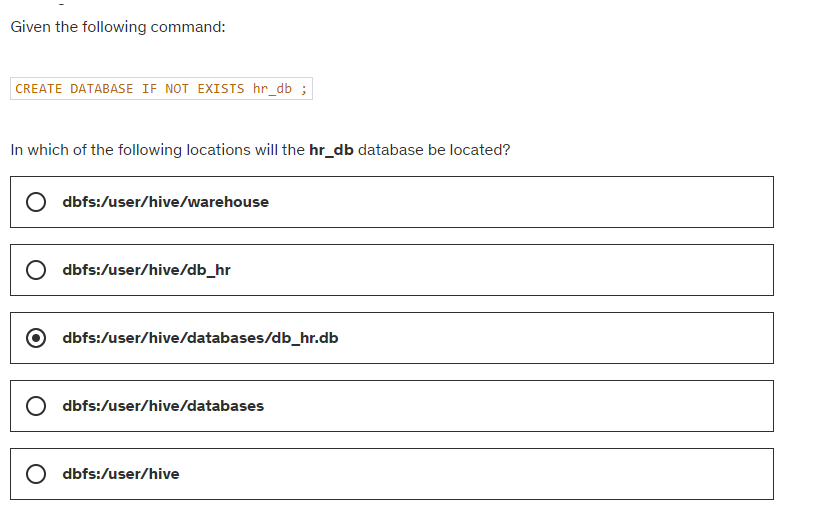 Given the following command:
CREATE DATABASE IF NOT EXISTS hr_db ;
In which of the following locations will the hr_db database be located?
dbfs:/user/hive/warehouse
dbfs:/user/hive/db_hr
dbfs:/user/hive/databases/db_hr.db
dbfs:/user/hive/databases
dbfs:/user/hive